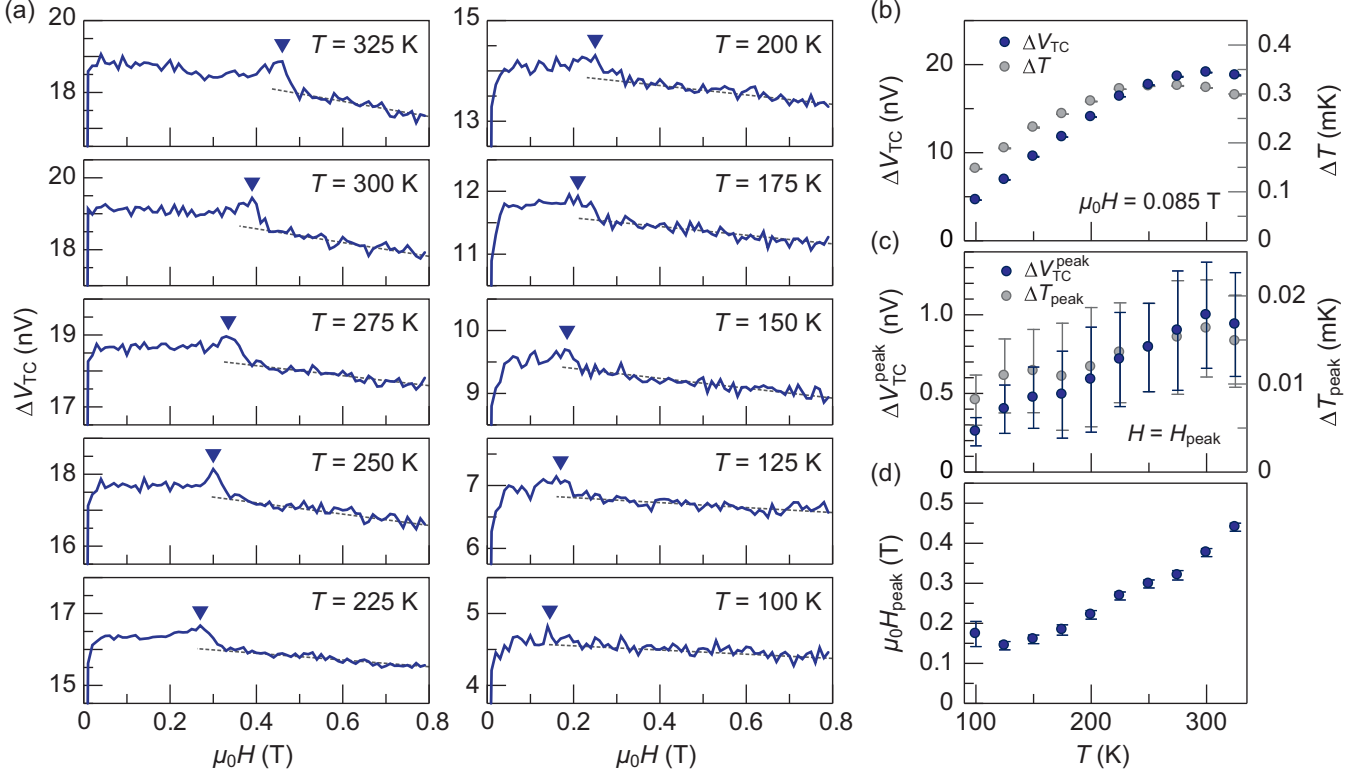 (a)
20
18
T = 325 K
20
18
T = 300 K
19
17
T = 275 K
18
16
T = 250 K
17
15
T = 225 K
0
0.2
0.4
0.6
0.8
μ₀H (T)
ΔV_TC (nV)
15
13
T = 200 K
12
11
T = 175 K
10
9
T = 150 K
7
6
T = 125 K
5
4
T = 100 K
0
0.2
0.4
0.6
0.8
μ₀H (T)
(b)
ΔV_TC
ΔT
20
10
0
ΔV_TC (nV)
0.4
0.3
0.2
0.1
0
ΔT (mK)
μ₀H = 0.085 T
(c)
ΔV_TC^peak
ΔT_peak
1.0
0.5
0
ΔV_TC^peak (nV)
0.02
0.01
0
ΔT_peak (mK)
H = H_peak
(d)
0.5
0.4
0.3
0.2
0.1
0
μ₀H_peak (T)
100
200
300
T (K)